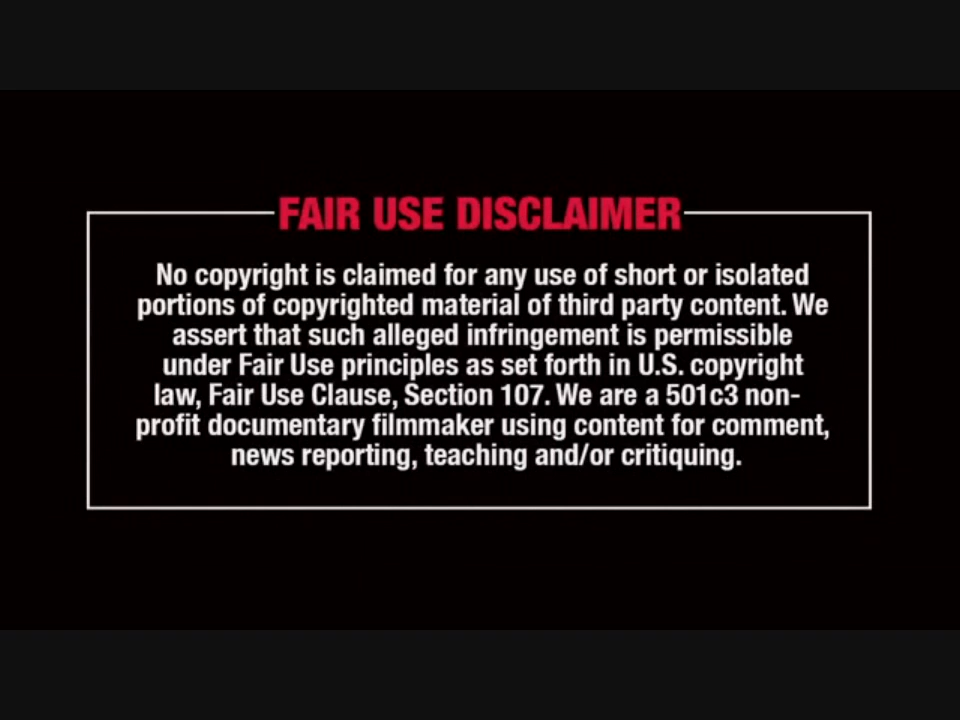 FAIR USE DISCLAIMER
No copyright is claimed for any use of short or isolated
portions of copyrighted material of third party content. We
assert that such alleged infringement is permissible
under Fair Use principles as set forth in U.S. copyright
law, Fair Use Clause, Section 107. We are a 501c3 non-
profit documentary filmmaker using content for comment,
news reporting, teaching and/or critiquing.